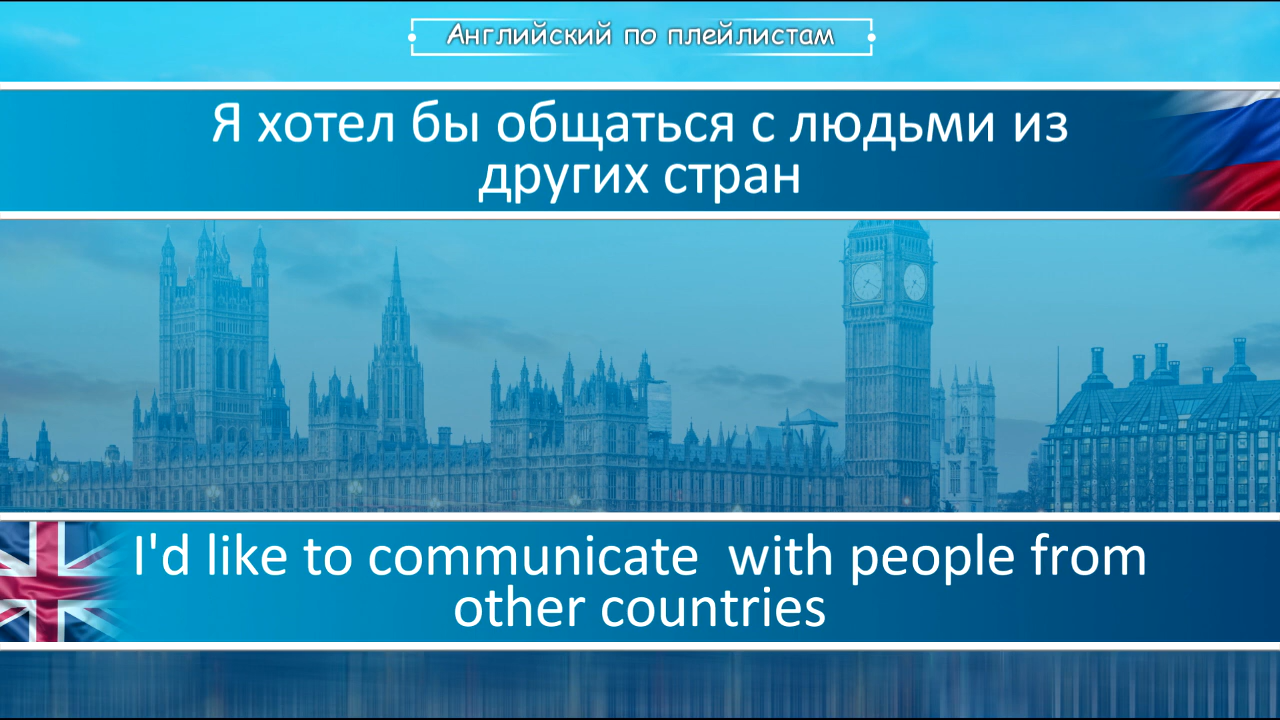 Английский по плейлистам
Я хотел бы общаться с людьми из
других стран
I'd like to communicate  with people from
other countries